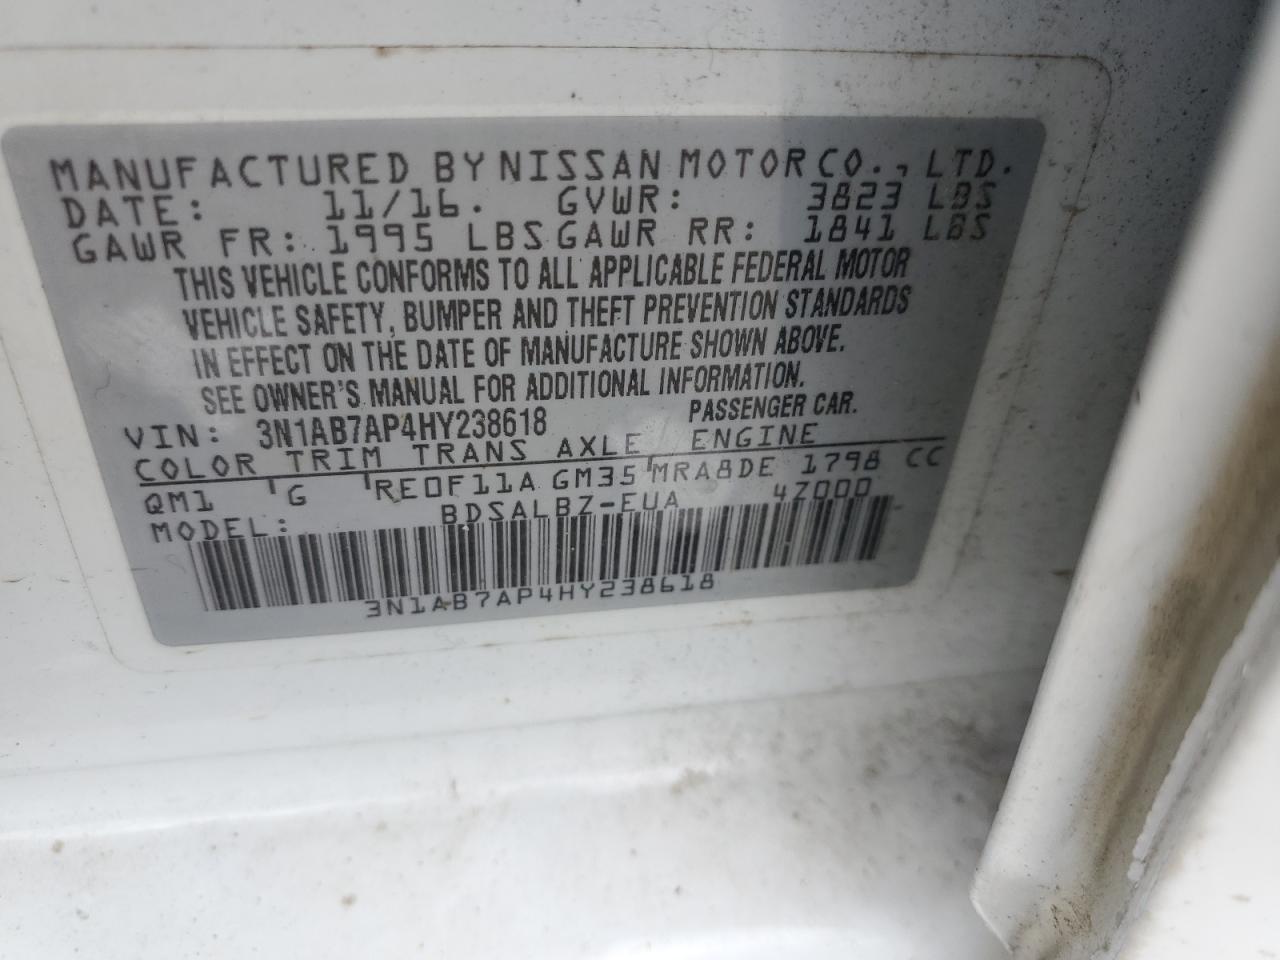 MANUFACTURED BY NISSAN MOTOR CO., LTD.
DATE: 11/16. GVWR: 3823 LBS
GAWR FR: 1995 LBS GAWR RR: 1841 LBS
THIS VEHICLE CONFORMS TO ALL APPLICABLE FEDERAL MOTOR
VEHICLE SAFETY, BUMPER AND THEFT PREVENTION STANDARDS
IN EFFECT ON THE DATE OF MANUFACTURE SHOWN ABOVE.
SEE OWNER'S MANUAL FOR ADDITIONAL INFORMATION.
VIN: 3N1AB7AP4HY238618 PASSENGER CAR.
COLOR TRIM TRANS AXLE ENGINE
QM1 G RE0F11A GM35 MRA8DE 1798 CC
MODEL: BDSALBZ-EUA 4Z000
3N1AB7AP4HY238618